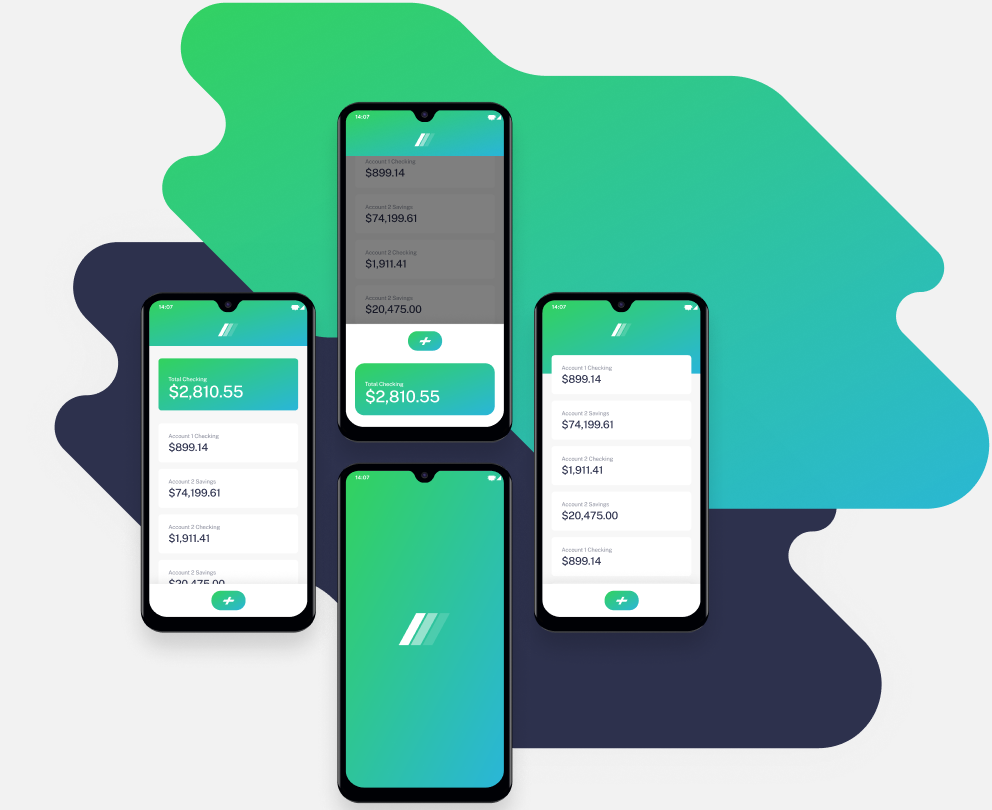 14:07
Account 1 Checking
$899.14
Account 2 Savings
$74,199.61
Account 2 Checking
$1,911.41
Account 2 Savings
$20,475.00
Total Checking
$2,810.55
14:07
Total Checking
$2,810.55
Account 1 Checking
$899.14
Account 2 Savings
$74,199.61
Account 2 Checking
$1,911.41
Account 2 Savings
$20,475.00
14:07
Account 1 Checking
$899.14
Account 2 Savings
$74,199.61
Account 2 Checking
$1,911.41
Account 2 Savings
$20,475.00
Account 1 Checking
$899.14
14:07